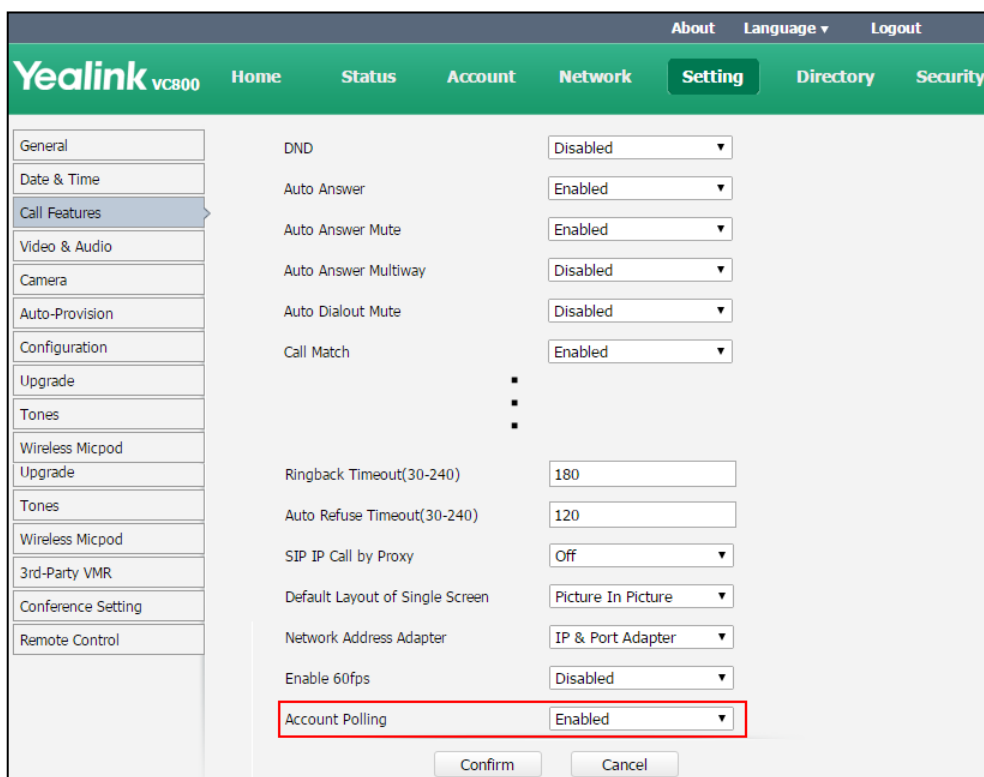 About Language ▾ Logout
Yealink VC800 Home Status Account Network Setting Directory Security
General
Date & Time
Call Features
Video & Audio
Camera
Auto-Provision
Configuration
Upgrade
Tones
Wireless Micpod
Upgrade
Tones
Wireless Micpod
3rd-Party VMR
Conference Setting
Remote Control
DND Disabled
Auto Answer Enabled
Auto Answer Mute Enabled
Auto Answer Multiway Disabled
Auto Dialout Mute Disabled
Call Match Enabled
Ringback Timeout(30-240) 180
Auto Refuse Timeout(30-240) 120
SIP IP Call by Proxy Off
Default Layout of Single Screen Picture In Picture
Network Address Adapter IP & Port Adapter
Enable 60fps Disabled
Account Polling Enabled
Confirm Cancel